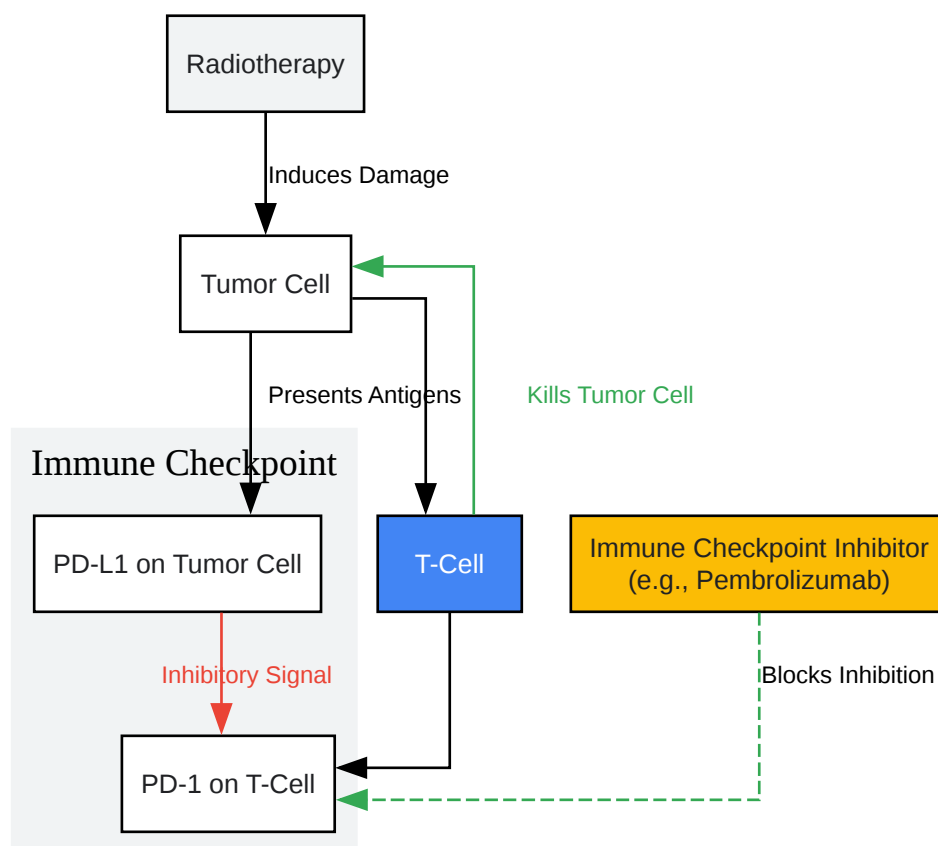 Radiotherapy
Induces Damage
Tumor Cell
Presents Antigens
Kills Tumor Cell
Immune Checkpoint
PD-L1 on Tumor Cell
T-Cell
Immune Checkpoint Inhibitor
(e.g., Pembrolizumab)
Inhibitory Signal
Blocks Inhibition
PD-1 on T-Cell